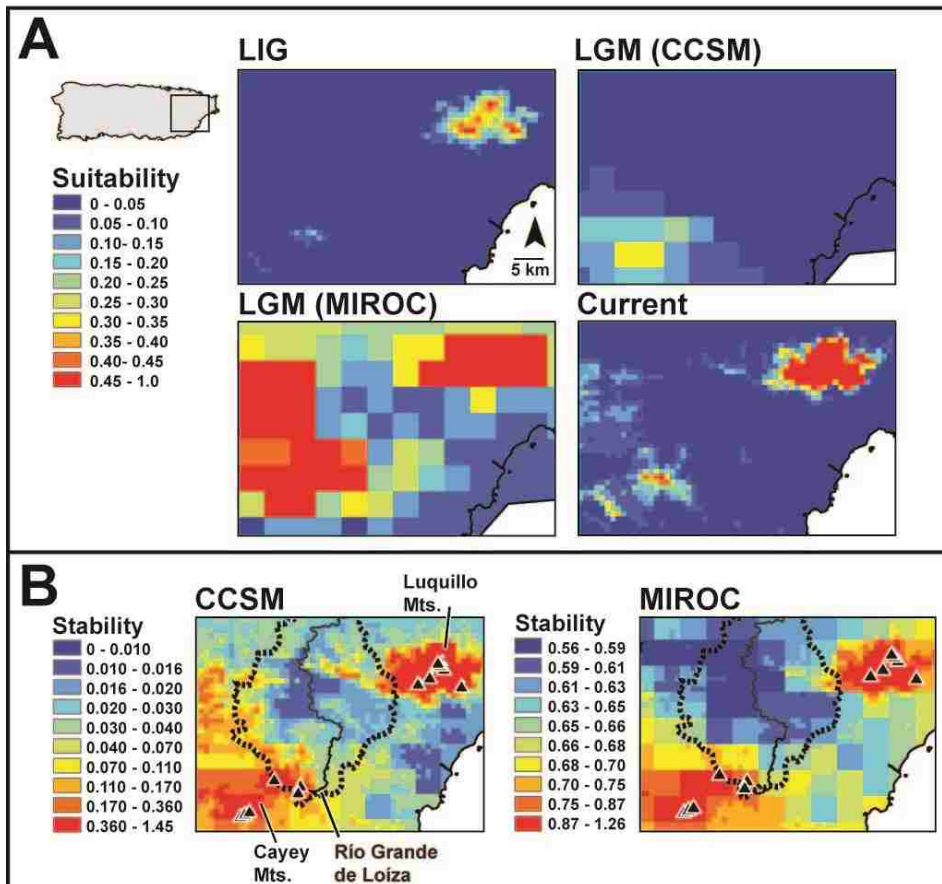 A
LIG
LGM (CCSM)
Suitability
0 - 0.05
0.05 - 0.10
0.10- 0.15
0.15 - 0.20
0.20 - 0.25
0.25 - 0.30
0.30 - 0.35
0.35 - 0.40
0.40- 0.45
0.45 - 1.0
5 km
LGM (MIROC)
Current
B
Luquillo
Mts.
CCSM
Stability
0 - 0.010
0.010 - 0.016
0.016 - 0.020
0.020 - 0.030
0.030 - 0.040
0.040 - 0.070
0.070 - 0.110
0.110 - 0.170
0.170 - 0.360
0.360 - 1.45
MIROC
Stability
0.56 - 0.59
0.59 - 0.61
0.61 - 0.63
0.63 - 0.65
0.65 - 0.66
0.66 - 0.68
0.68 - 0.70
0.70 - 0.75
0.75 - 0.87
0.87 - 1.26
Cayey
Mts.
Río Grande
de Loíza